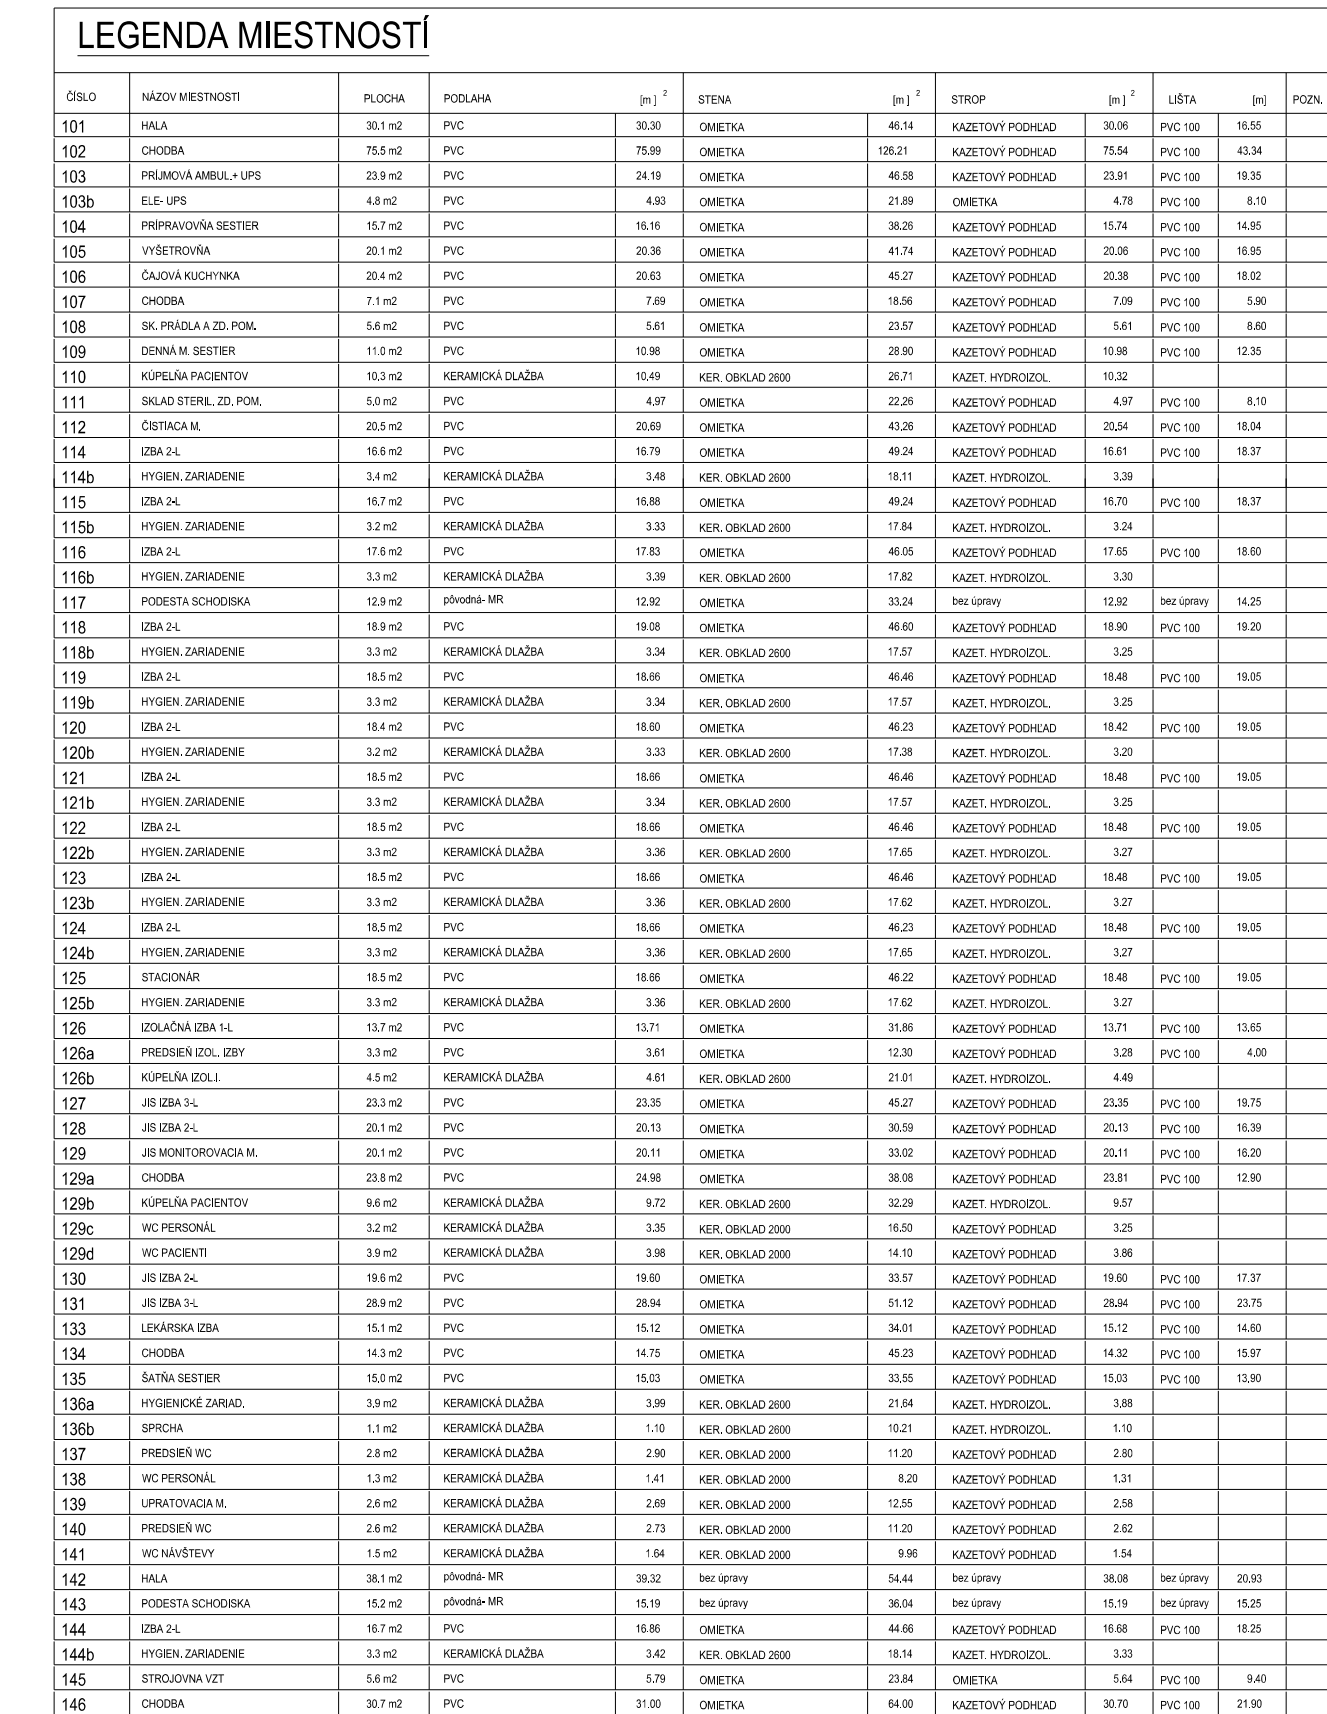 LEGENDA MIESTNOSTÍ
ČÍSLO NÁZOV MIESTNOSTI PLOCHA PODLAHA [m] 2 STENA [m] 2 STROP [m] 2 LIŠTA [m] POZN.
101 HALA 30.1 m2 PVC 30.30 OMIETKA 46.14 KAZETOVÝ PODHĽAD 30.06 PVC 100 16.55
102 CHODBA 75.5 m2 PVC 75.99 OMIETKA 126.21 KAZETOVÝ PODHĽAD 75.54 PVC 100 43.34
103 PRÍJMOVÁ AMBUL.+ UPS 23.9 m2 PVC 24.19 OMIETKA 46.58 KAZETOVÝ PODHĽAD 23.91 PVC 100 19.35
103b ELE- UPS 4.8 m2 PVC 4.93 OMIETKA 21.89 OMIETKA 4.78 PVC 100 8.10
104 PRÍPRAVOVŇA SESTIER 15.7 m2 PVC 16.16 OMIETKA 38.26 KAZETOVÝ PODHĽAD 15.74 PVC 100 14.95
105 VYŠETROVŇA 20.1 m2 PVC 20.36 OMIETKA 41.74 KAZETOVÝ PODHĽAD 20.06 PVC 100 16.95
106 ČAJOVÁ KUCHYNKA 20.4 m2 PVC 20.63 OMIETKA 45.27 KAZETOVÝ PODHĽAD 20.38 PVC 100 18.02
107 CHODBA 7.1 m2 PVC 7.69 OMIETKA 18.56 KAZETOVÝ PODHĽAD 7.09 PVC 100 5.90
108 SK. PRÁDLA A ZD. POM. 5.6 m2 PVC 5.61 OMIETKA 23.57 KAZETOVÝ PODHĽAD 5.61 PVC 100 8.60
109 DENNÁ M. SESTIER 11.0 m2 PVC 10.98 OMIETKA 28.90 KAZETOVÝ PODHĽAD 10.98 PVC 100 12.35
110 KÚPELŇA PACIENTOV 10.3 m2 KERAMICKÁ DLAŽBA 10.49 KER. OBKLAD 2600 26.71 KAZET. HYDROIZOL. 10.32
111 SKLAD STERIL. ZD. POM. 5.0 m2 PVC 4.97 OMIETKA 22.26 KAZETOVÝ PODHĽAD 4.97 PVC 100 8.10
112 ČISTIACA M. 20.5 m2 PVC 20.69 OMIETKA 43.26 KAZETOVÝ PODHĽAD 20.54 PVC 100 18.04
114 IZBA 2-L 16.6 m2 PVC 16.79 OMIETKA 49.24 KAZETOVÝ PODHĽAD 16.61 PVC 100 18.37
114b HYGIEN. ZARIADENIE 3.4 m2 KERAMICKÁ DLAŽBA 3.48 KER. OBKLAD 2600 18.11 KAZET. HYDROIZOL. 3.39
115 IZBA 2-L 16.7 m2 PVC 16.88 OMIETKA 49.24 KAZETOVÝ PODHĽAD 16.70 PVC 100 18.37
115b HYGIEN. ZARIADENIE 3.2 m2 KERAMICKÁ DLAŽBA 3.33 KER. OBKLAD 2600 17.84 KAZET. HYDROIZOL. 3.24
116 IZBA 2-L 17.6 m2 PVC 17.83 OMIETKA 46.05 KAZETOVÝ PODHĽAD 17.65 PVC 100 18.60
116b HYGIEN. ZARIADENIE 3.3 m2 KERAMICKÁ DLAŽBA 3.39 KER. OBKLAD 2600 17.82 KAZET. HYDROIZOL. 3.30
117 PODESTA SCHODISKA 12.9 m2 pôvodná- MR 12.92 OMIETKA 33.24 bez úpravy 12.92 bez úpravy 14.25
118 IZBA 2-L 18.9 m2 PVC 19.08 OMIETKA 46.60 KAZETOVÝ PODHĽAD 18.90 PVC 100 19.20
118b HYGIEN. ZARIADENIE 3.3 m2 KERAMICKÁ DLAŽBA 3.34 KER. OBKLAD 2600 17.57 KAZET. HYDROIZOL. 3.25
119 IZBA 2-L 18.5 m2 PVC 18.66 OMIETKA 46.46 KAZETOVÝ PODHĽAD 18.48 PVC 100 19.05
119b HYGIEN. ZARIADENIE 3.3 m2 KERAMICKÁ DLAŽBA 3.34 KER. OBKLAD 2600 17.57 KAZET. HYDROIZOL. 3.25
120 IZBA 2-L 18.4 m2 PVC 18.60 OMIETKA 46.23 KAZETOVÝ PODHĽAD 18.42 PVC 100 19.05
120b HYGIEN. ZARIADENIE 3.2 m2 KERAMICKÁ DLAŽBA 3.33 KER. OBKLAD 2600 17.38 KAZET. HYDROIZOL. 3.20
121 IZBA 2-L 18.5 m2 PVC 18.66 OMIETKA 46.46 KAZETOVÝ PODHĽAD 18.48 PVC 100 19.05
121b HYGIEN. ZARIADENIE 3.3 m2 KERAMICKÁ DLAŽBA 3.34 KER. OBKLAD 2600 17.57 KAZET. HYDROIZOL. 3.25
122 IZBA 2-L 18.5 m2 PVC 18.66 OMIETKA 46.46 KAZETOVÝ PODHĽAD 18.48 PVC 100 19.05
122b HYGIEN. ZARIADENIE 3.3 m2 KERAMICKÁ DLAŽBA 3.36 KER. OBKLAD 2600 17.65 KAZET. HYDROIZOL. 3.27
123 IZBA 2-L 18.5 m2 PVC 18.66 OMIETKA 46.46 KAZETOVÝ PODHĽAD 18.48 PVC 100 19.05
123b HYGIEN. ZARIADENIE 3.3 m2 KERAMICKÁ DLAŽBA 3.36 KER. OBKLAD 2600 17.62 KAZET. HYDROIZOL. 3.27
124 IZBA 2-L 18.5 m2 PVC 18.66 OMIETKA 46.23 KAZETOVÝ PODHĽAD 18.48 PVC 100 19.05
124b HYGIEN. ZARIADENIE 3.3 m2 KERAMICKÁ DLAŽBA 3.36 KER. OBKLAD 2600 17.65 KAZET. HYDROIZOL. 3.27
125 STACIONÁR 18.5 m2 PVC 18.66 OMIETKA 46.22 KAZETOVÝ PODHĽAD 18.48 PVC 100 19.05
125b HYGIEN. ZARIADENIE 3.3 m2 KERAMICKÁ DLAŽBA 3.36 KER. OBKLAD 2600 17.62 KAZET. HYDROIZOL. 3.27
126 IZOLAČNÁ IZBA 1-L 13.7 m2 PVC 13.71 OMIETKA 31.86 KAZETOVÝ PODHĽAD 13.71 PVC 100 13.65
126a PREDSIEŇ IZOL. IZBY 3.3 m2 PVC 3.61 OMIETKA 12.30 KAZETOVÝ PODHĽAD 3.28 PVC 100 4.00
126b KÚPELŇA IZOL.I. 4.5 m2 KERAMICKÁ DLAŽBA 4.61 KER. OBKLAD 2600 21.01 KAZET. HYDROIZOL. 4.49
127 JIS IZBA 3-L 23.3 m2 PVC 23.35 OMIETKA 45.27 KAZETOVÝ PODHĽAD 23.35 PVC 100 19.75
128 JIS IZBA 2-L 20.1 m2 PVC 20.13 OMIETKA 30.59 KAZETOVÝ PODHĽAD 20.13 PVC 100 16.39
129 JIS MONITOROVACIA M. 20.1 m2 PVC 20.11 OMIETKA 33.02 KAZETOVÝ PODHĽAD 20.11 PVC 100 16.20
129a CHODBA 23.8 m2 PVC 24.98 OMIETKA 38.08 KAZETOVÝ PODHĽAD 23.81 PVC 100 12.90
129b KÚPELŇA PACIENTOV 9.6 m2 KERAMICKÁ DLAŽBA 9.72 KER. OBKLAD 2600 32.29 KAZET. HYDROIZOL. 9.57
129c WC PERSONÁL 3.2 m2 KERAMICKÁ DLAŽBA 3.35 KER. OBKLAD 2000 16.50 KAZETOVÝ PODHĽAD 3.25
129d WC PACIENTI 3.9 m2 KERAMICKÁ DLAŽBA 3.98 KER. OBKLAD 2000 14.10 KAZETOVÝ PODHĽAD 3.86
130 JIS IZBA 2-L 19.6 m2 PVC 19.60 OMIETKA 33.57 KAZETOVÝ PODHĽAD 19.60 PVC 100 17.37
131 JIS IZBA 3-L 28.9 m2 PVC 28.94 OMIETKA 51.12 KAZETOVÝ PODHĽAD 28.94 PVC 100 23.75
133 LEKÁRSKA IZBA 15.1 m2 PVC 15.12 OMIETKA 34.01 KAZETOVÝ PODHĽAD 15.12 PVC 100 14.60
134 CHODBA 14.3 m2 PVC 14.75 OMIETKA 45.23 KAZETOVÝ PODHĽAD 14.32 PVC 100 15.97
135 ŠATŇA SESTIER 15.0 m2 PVC 15.03 OMIETKA 33.55 KAZETOVÝ PODHĽAD 15.03 PVC 100 13.90
136a HYGIENICKÉ ZARIAD. 3.9 m2 KERAMICKÁ DLAŽBA 3.99 KER. OBKLAD 2600 21.64 KAZET. HYDROIZOL. 3.88
136b SPRCHA 1.1 m2 KERAMICKÁ DLAŽBA 1.10 KER. OBKLAD 2600 10.21 KAZET. HYDROIZOL. 1.10
137 PREDSIEŇ WC 2.8 m2 KERAMICKÁ DLAŽBA 2.90 KER. OBKLAD 2000 11.20 KAZETOVÝ PODHĽAD 2.80
138 WC PERSONÁL 1.3 m2 KERAMICKÁ DLAŽBA 1.41 KER. OBKLAD 2000 8.20 KAZETOVÝ PODHĽAD 1.31
139 UPRATOVACIA M. 2.6 m2 KERAMICKÁ DLAŽBA 2.69 KER. OBKLAD 2000 12.55 KAZETOVÝ PODHĽAD 2.58
140 PREDSIEŇ WC 2.6 m2 KERAMICKÁ DLAŽBA 2.73 KER. OBKLAD 2000 11.20 KAZETOVÝ PODHĽAD 2.62
141 WC NÁVŠTEVY 1.5 m2 KERAMICKÁ DLAŽBA 1.64 KER. OBKLAD 2000 9.96 KAZETOVÝ PODHĽAD 1.54
142 HALA 38.1 m2 pôvodná- MR 39.32 bez úpravy 54.44 bez úpravy 38.08 bez úpravy 20.93
143 PODESTA SCHODISKA 15.2 m2 pôvodná- MR 15.19 bez úpravy 36.04 bez úpravy 15.19 bez úpravy 15.25
144 IZBA 2-L 16.7 m2 PVC 16.86 OMIETKA 44.66 KAZETOVÝ PODHĽAD 16.68 PVC 100 18.25
144b HYGIEN. ZARIADENIE 3.3 m2 KERAMICKÁ DLAŽBA 3.42 KER. OBKLAD 2600 18.14 KAZET. HYDROIZOL. 3.33
145 STROJOVNA VZT 5.6 m2 PVC 5.79 OMIETKA 23.84 OMIETKA 5.64 PVC 100 9.40
146 CHODBA 30.7 m2 PVC 31.00 OMIETKA 64.00 KAZETOVÝ PODHĽAD 30.70 PVC 100 21.90